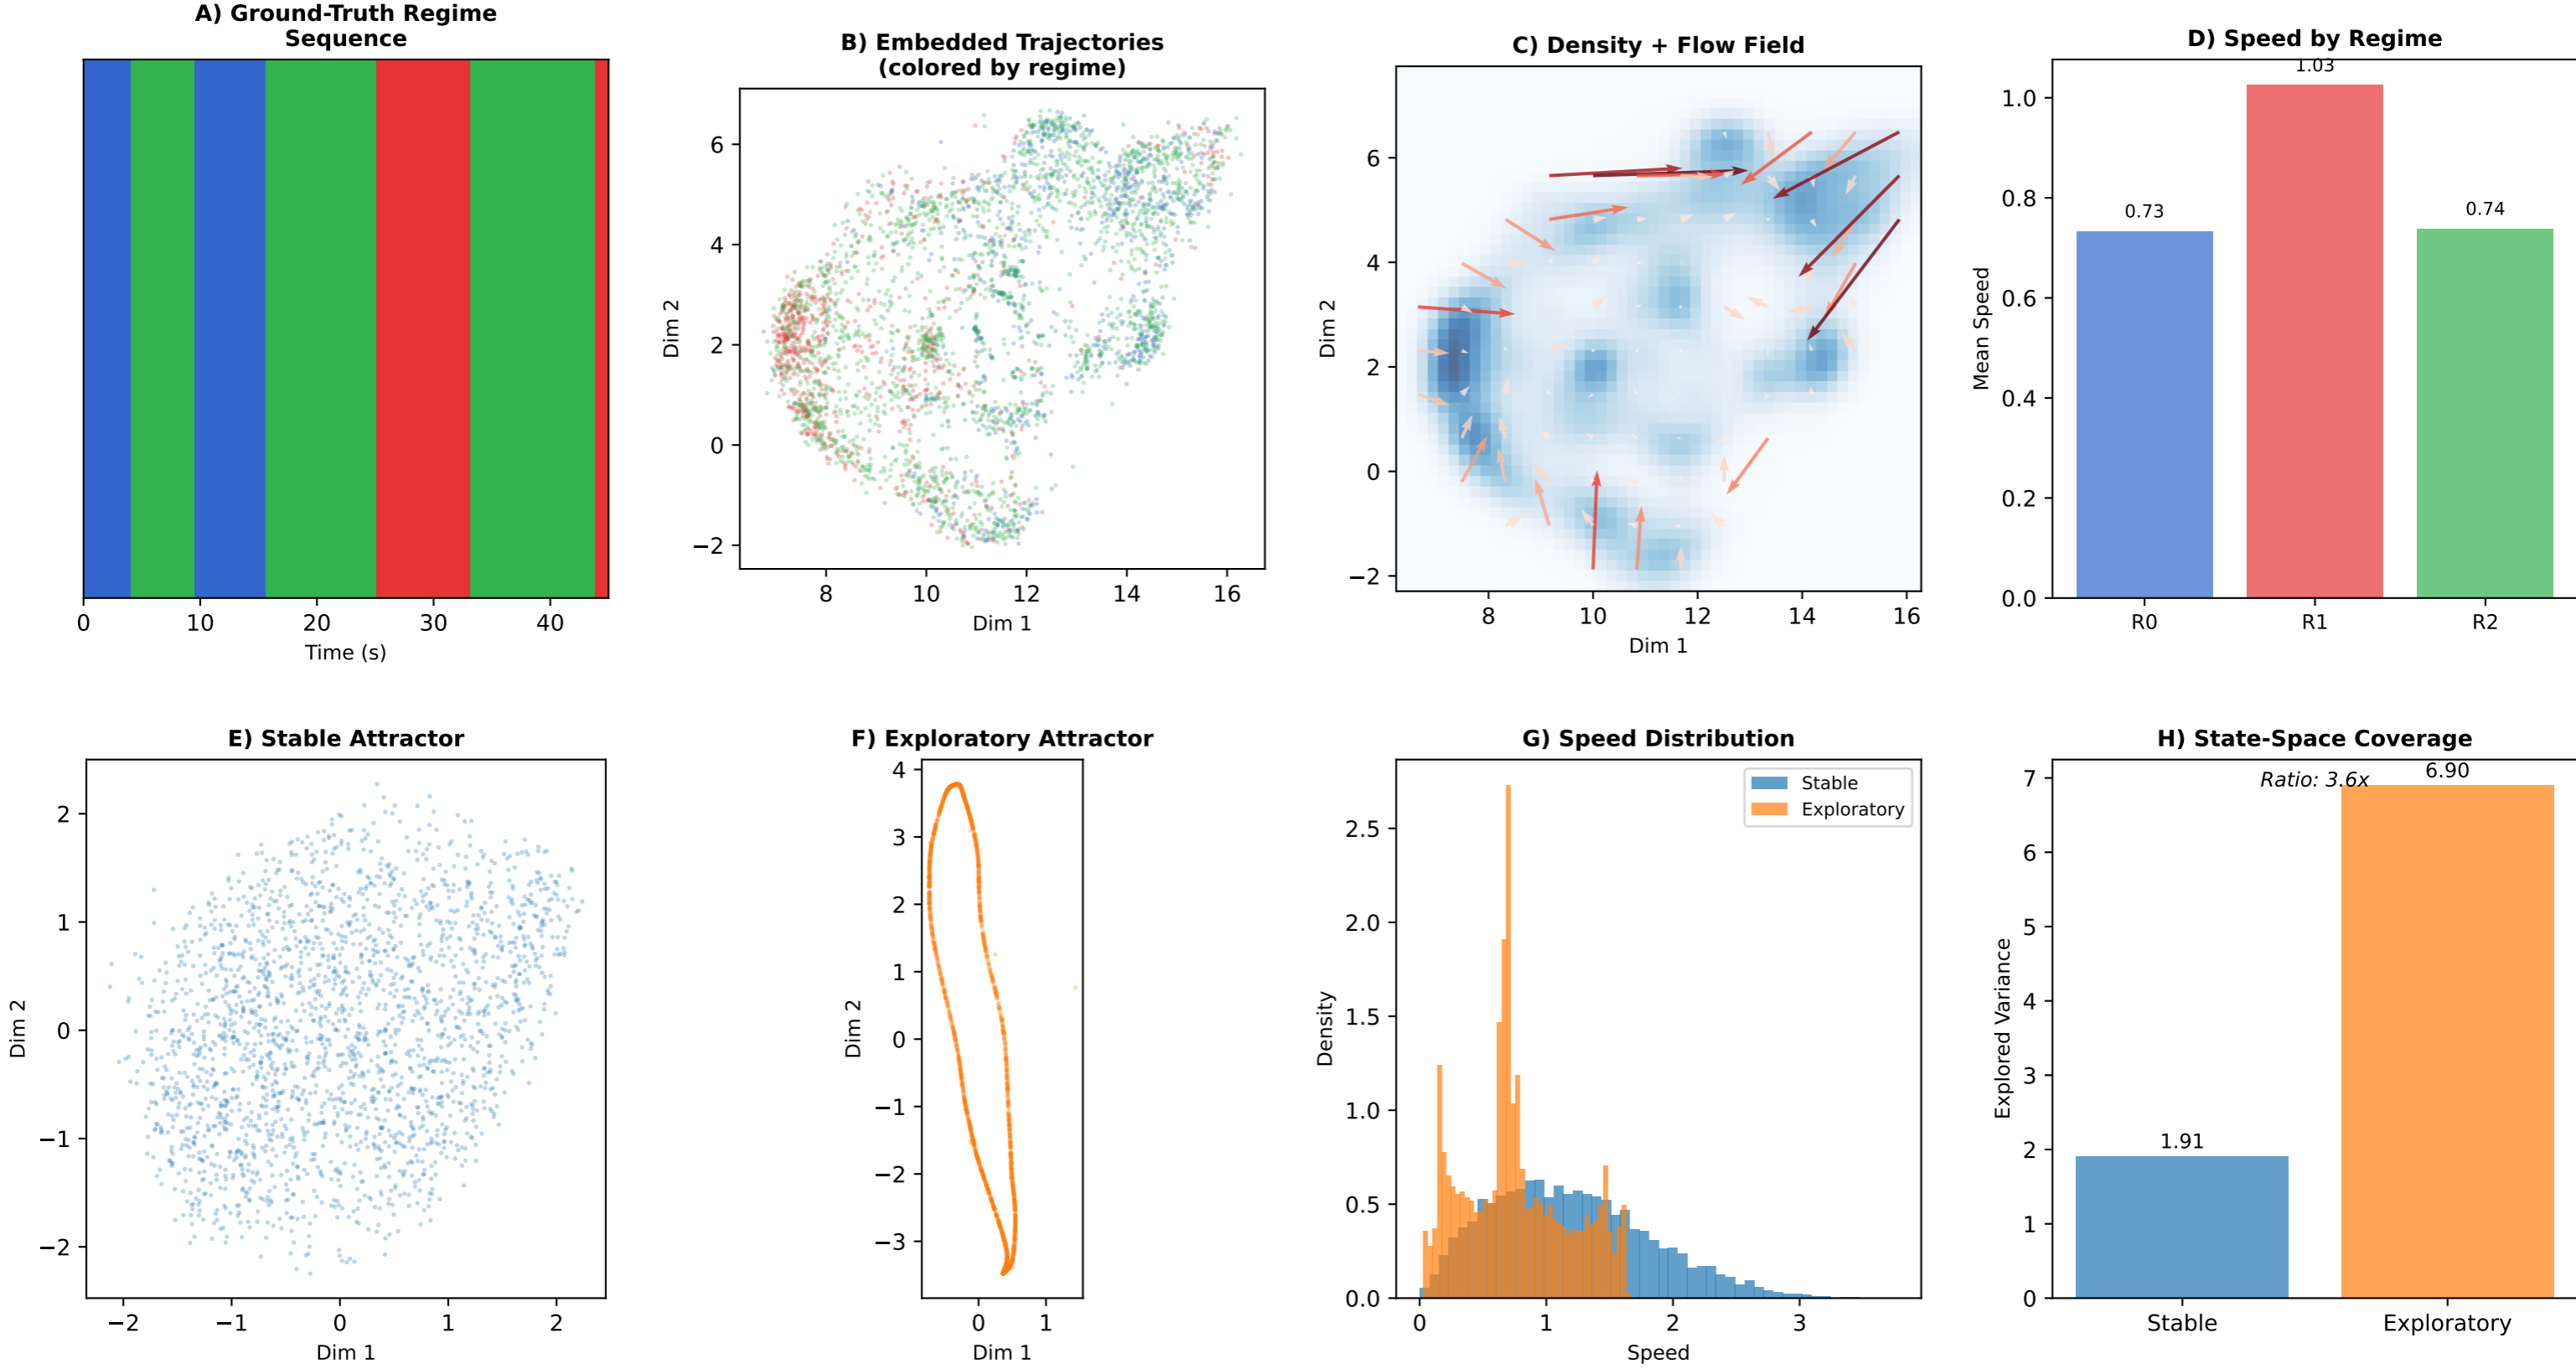 A) Ground-Truth Regime
Sequence
0
10
20
30
40
Time (s)
B) Embedded Trajectories
(colored by regime)
6
4
2
0
−2
Dim 2
8
10
12
14
16
Dim 1
C) Density + Flow Field
6
4
2
0
−2
Dim 2
8
10
12
14
16
Dim 1
D) Speed by Regime
1.03
0.73
0.74
1.0
0.8
0.6
0.4
0.2
0.0
Mean Speed
R0
R1
R2
E) Stable Attractor
2
1
0
−1
−2
Dim 2
−2
−1
0
1
2
Dim 1
F) Exploratory Attractor
4
3
2
1
0
−1
−2
−3
Dim 2
0
1
Dim 1
G) Speed Distribution
Stable
Exploratory
2.5
2.0
1.5
1.0
0.5
0.0
Density
0
1
2
3
Speed
H) State-Space Coverage
Ratio: 3.6x
6.90
1.91
7
6
5
4
3
2
1
0
Explored Variance
Stable
Exploratory